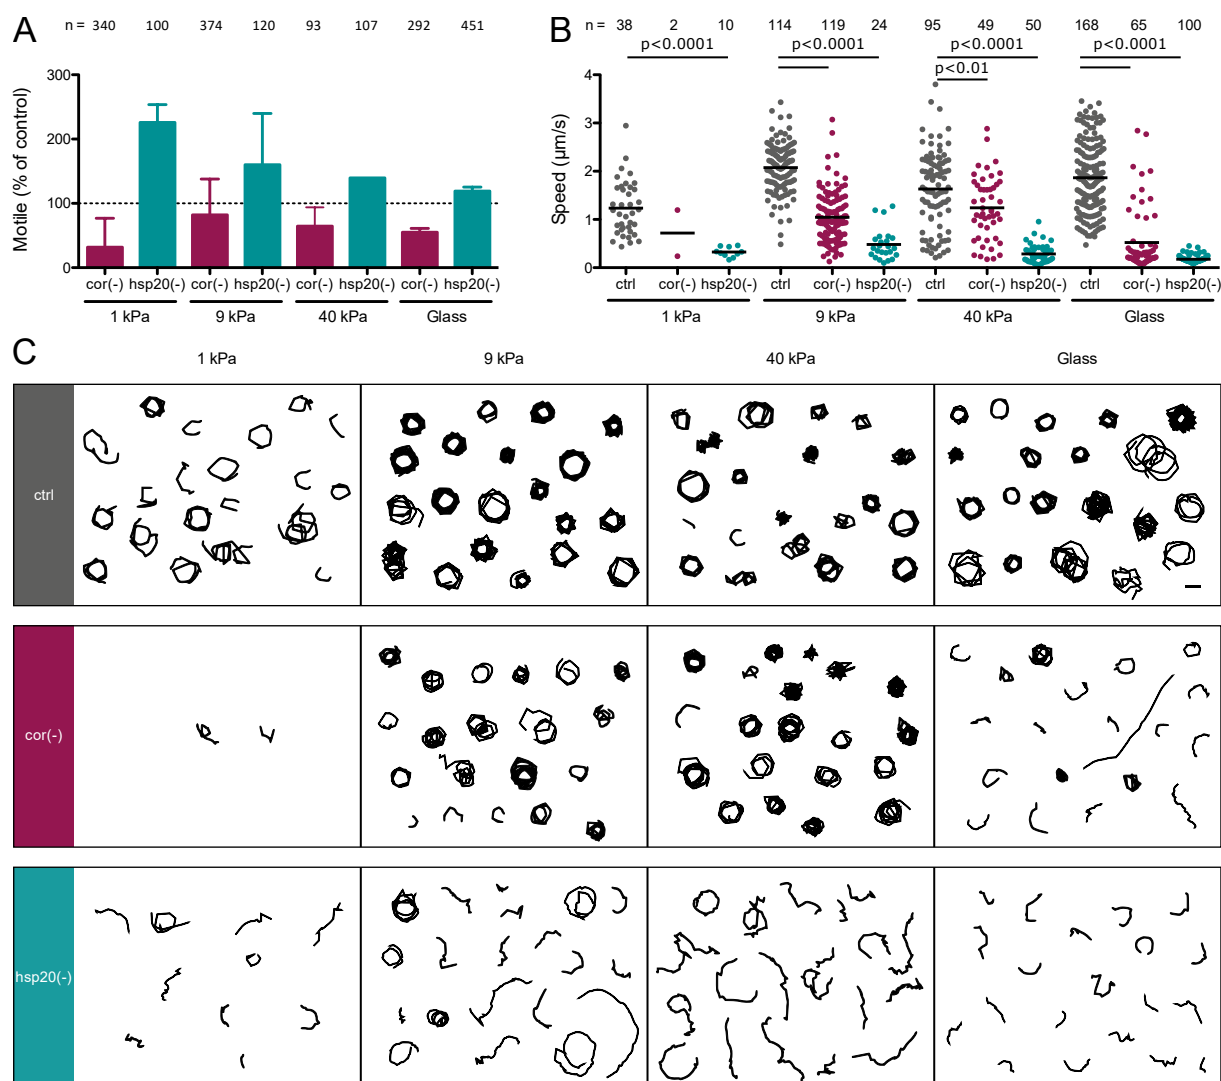 A
n = 340 100 374 120 93 107 292 451
Motile (% of control)
300
200
100
0
cor(-) hsp20(-) cor(-) hsp20(-) cor(-) hsp20(-) cor(-) hsp20(-)
1 kPa 9 kPa 40 kPa Glass
B
n = 38 2 10 114 119 24 95 49 50 168 65 100
p<0.0001 p<0.0001 p<0.0001 p<0.0001
p<0.01
Speed (µm/s)
4
3
2
1
0
ctrl cor(-) hsp20(-) ctrl cor(-) hsp20(-) ctrl cor(-) hsp20(-) ctrl cor(-) hsp20(-)
1 kPa 9 kPa 40 kPa Glass
C
1 kPa 9 kPa 40 kPa Glass
ctrl
cor(-)
hsp20(-)